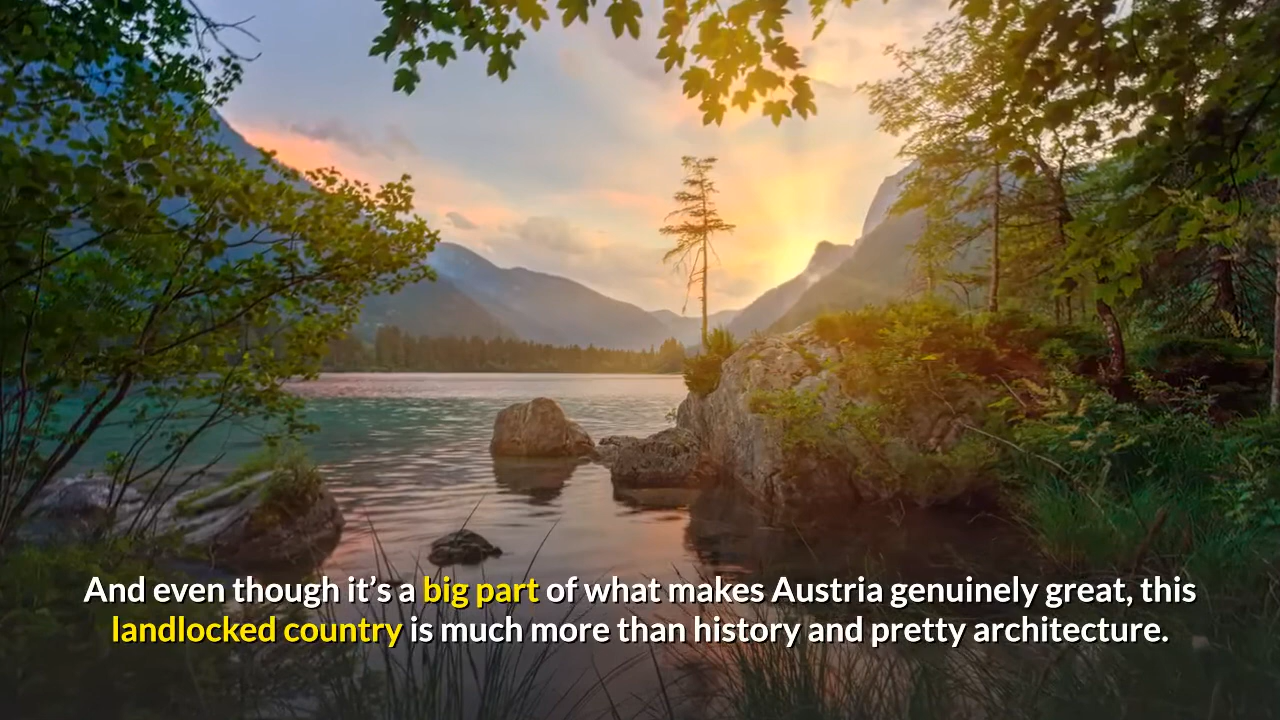 And even though it’s a big part of what makes Austria genuinely great, this
landlocked country is much more than history and pretty architecture.